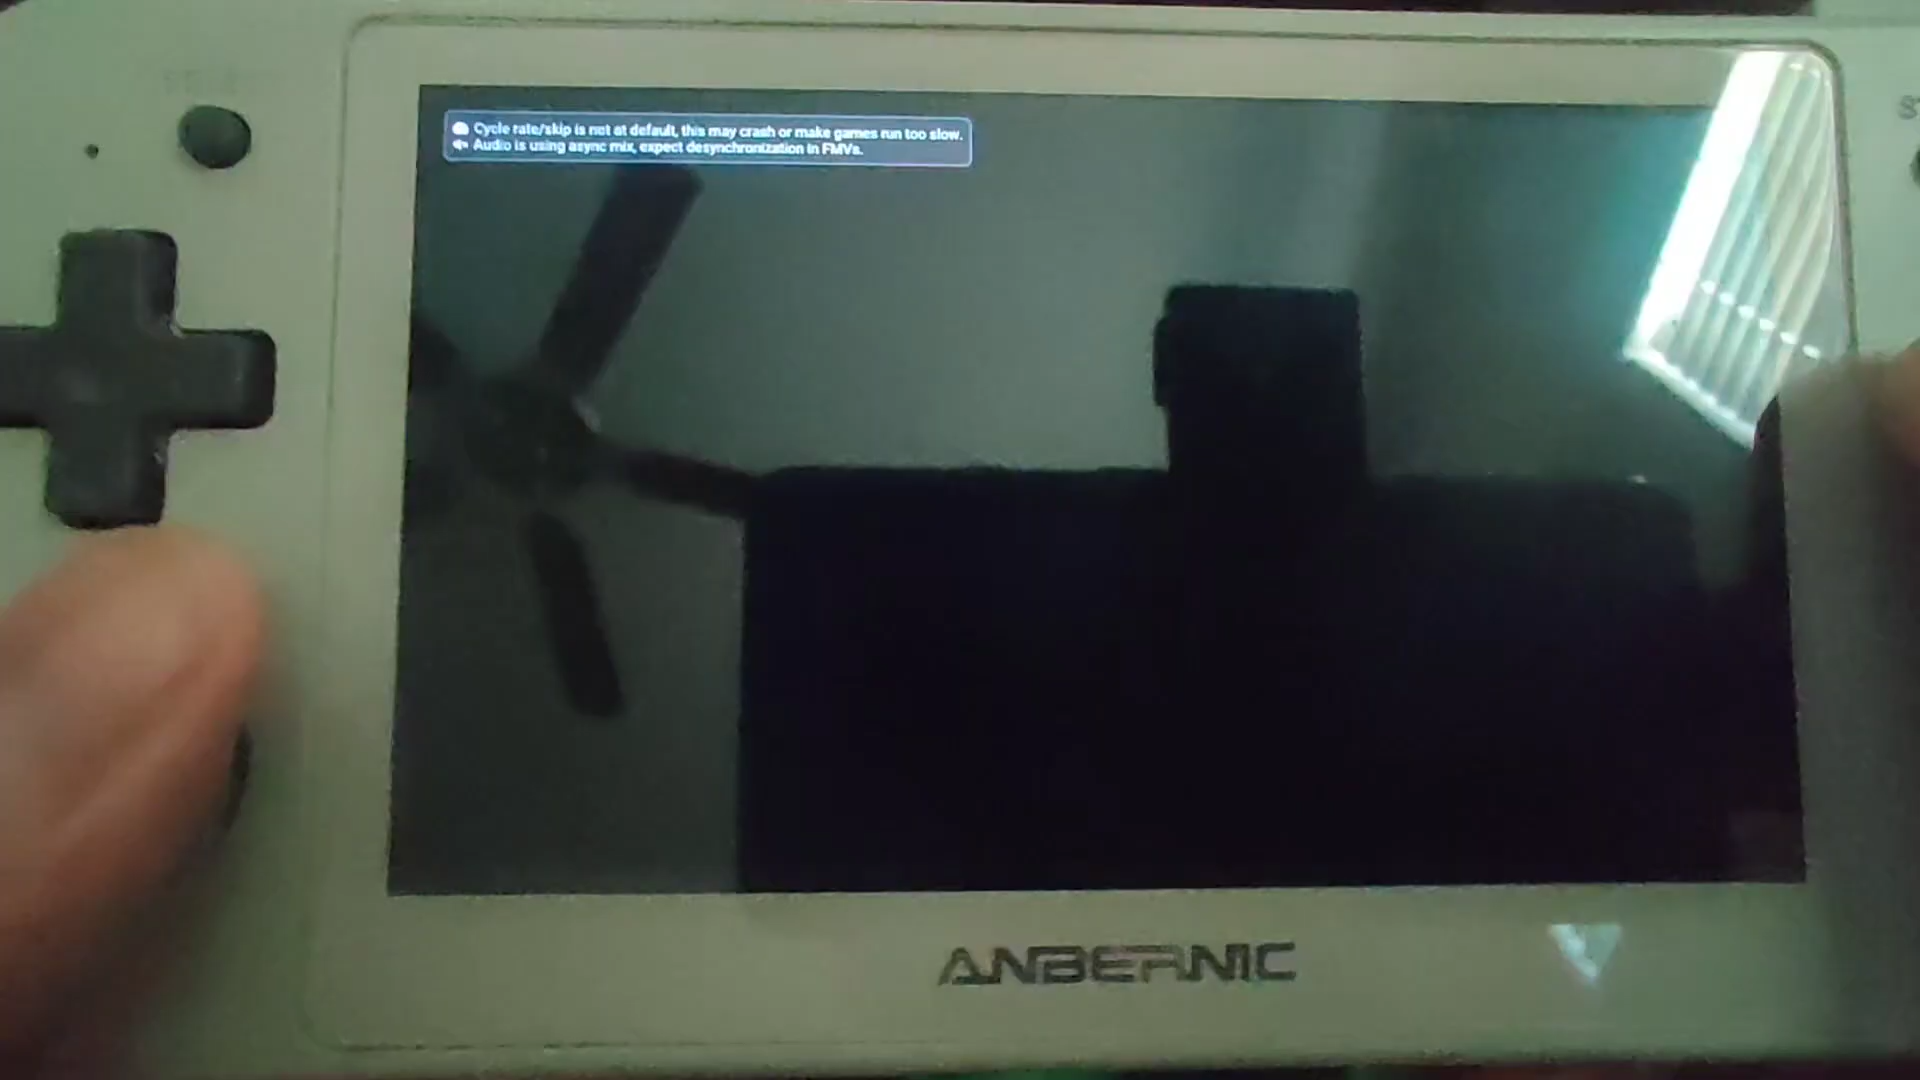 Cycle rate/skip is not at default, this may crash or make games run too slow.
Audio is using async mix, expect desynchronization in FMVs.
ANBERNIC